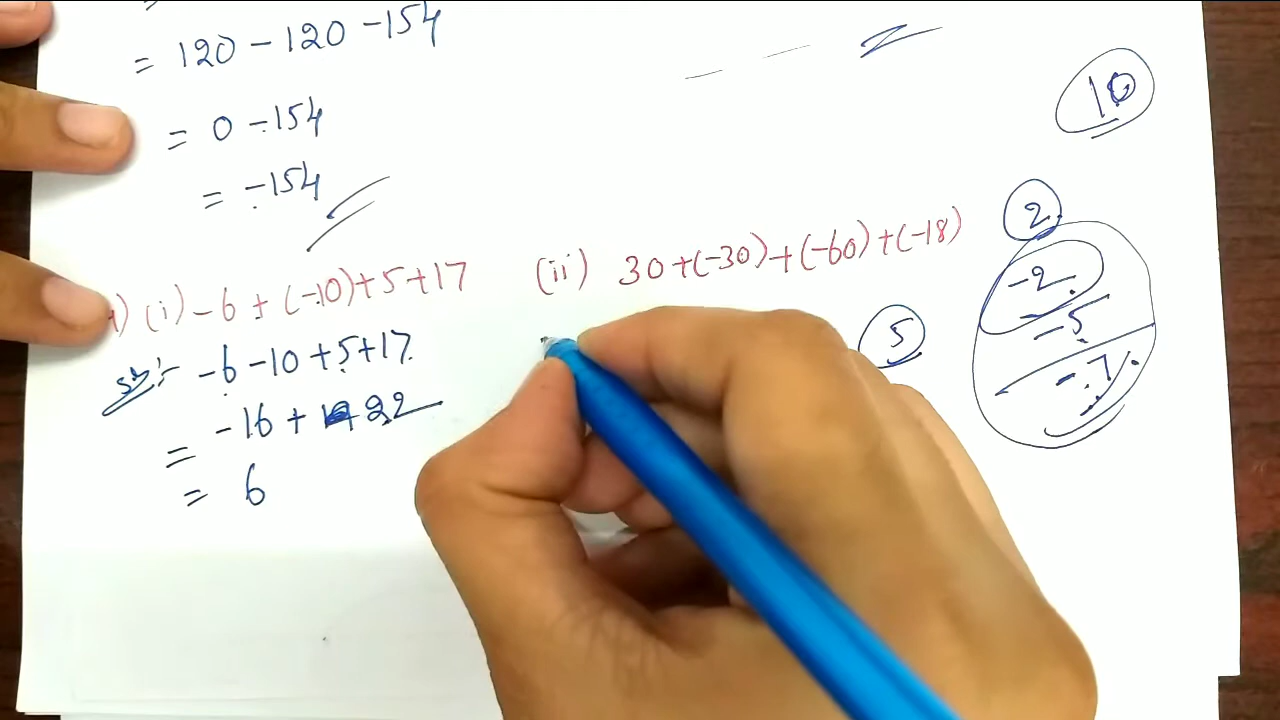 = 120 - 120 - 154
= 0 - 154
= -154
10
2
-2
-5
-7
5
) (i) -6 + (-10)+5+17
(ii) 30+(-30)+(-60)+(-18)
Sol:- -6 -10 +5+17
= -16 + 22
= 6